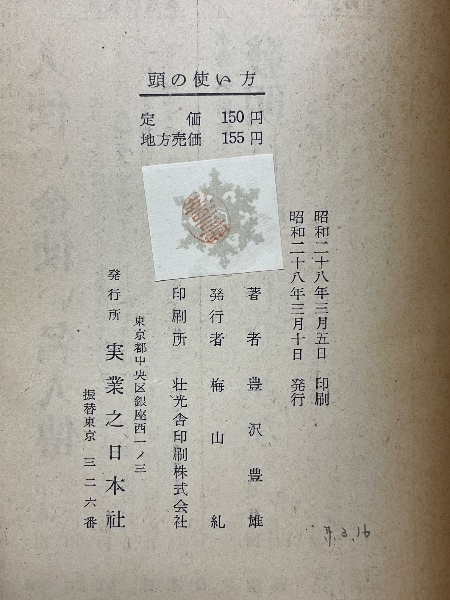 頭の使い方
定価 150円
地方売価 155円
昭和二十八年三月五日 印刷
昭和二十八年三月十日 発行
著者 豊沢豊雄
発行者 梅山糺
印刷所 壮光舎印刷株式会社
東京都中央区銀座西一ノ三
発行所 実業之日本社
振替東京 三二六番